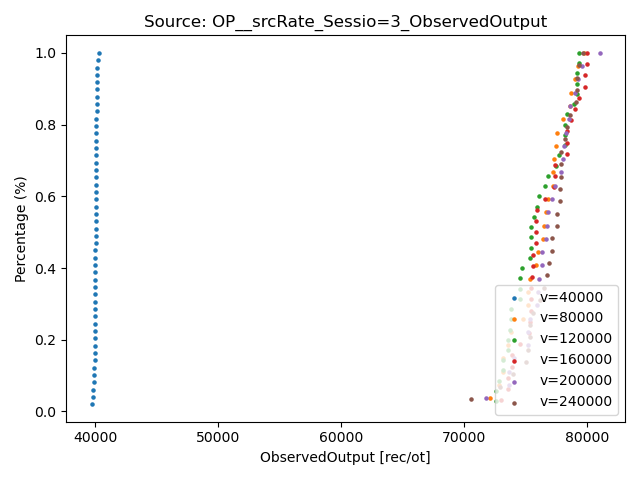 Source: OP__srcRate_Sessio=3_ObservedOutput
Percentage (%)
1.0
0.8
0.6
0.4
0.2
0.0
v=40000
v=80000
v=120000
v=160000
v=200000
v=240000
40000 50000 60000 70000 80000
ObservedOutput [rec/ot]